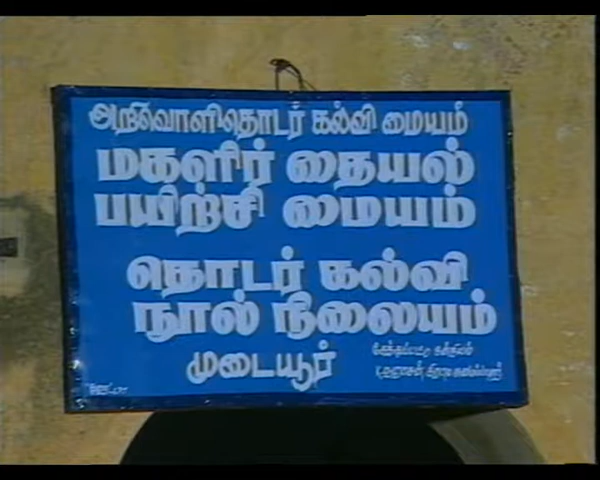 அறிவொளிதொடர் கல்வி மையம்
மகளிர் தையல்
பயிற்சி மையம்
தொடர் கல்வி
நூல் நிலையம்
முடையூர்